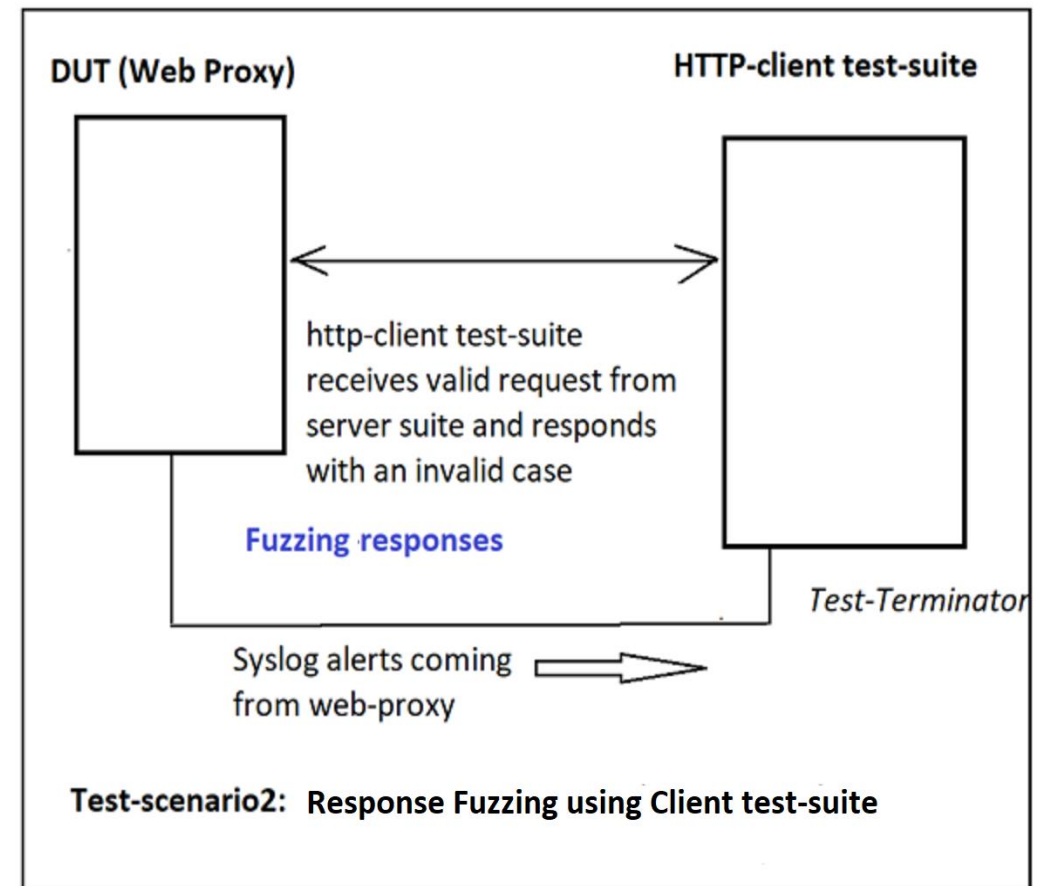 DUT (Web Proxy)
HTTP-client test-suite
http-client test-suite
receives valid request from
server suite and responds
with an invalid case
Fuzzing responses
Test-Terminator
Syslog alerts coming
from web-proxy
Test-scenario2: Response Fuzzing using Client test-suite